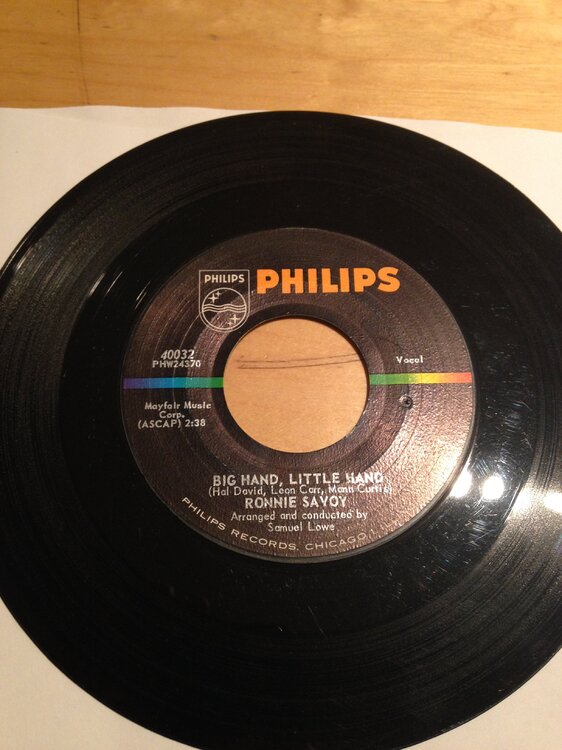 PHILIPS
PHILIPS
40032
PHW24370
Vocal
Mayfair Music
Corp.
(ASCAP) 2:38
BIG HAND, LITTLE HAND
(Hal David, Leon Carr, Mann Curtis)
RONNIE SAVOY
Arranged and conducted by
Samuel Lowe
PHILIPS RECORDS, CHICAGO 1